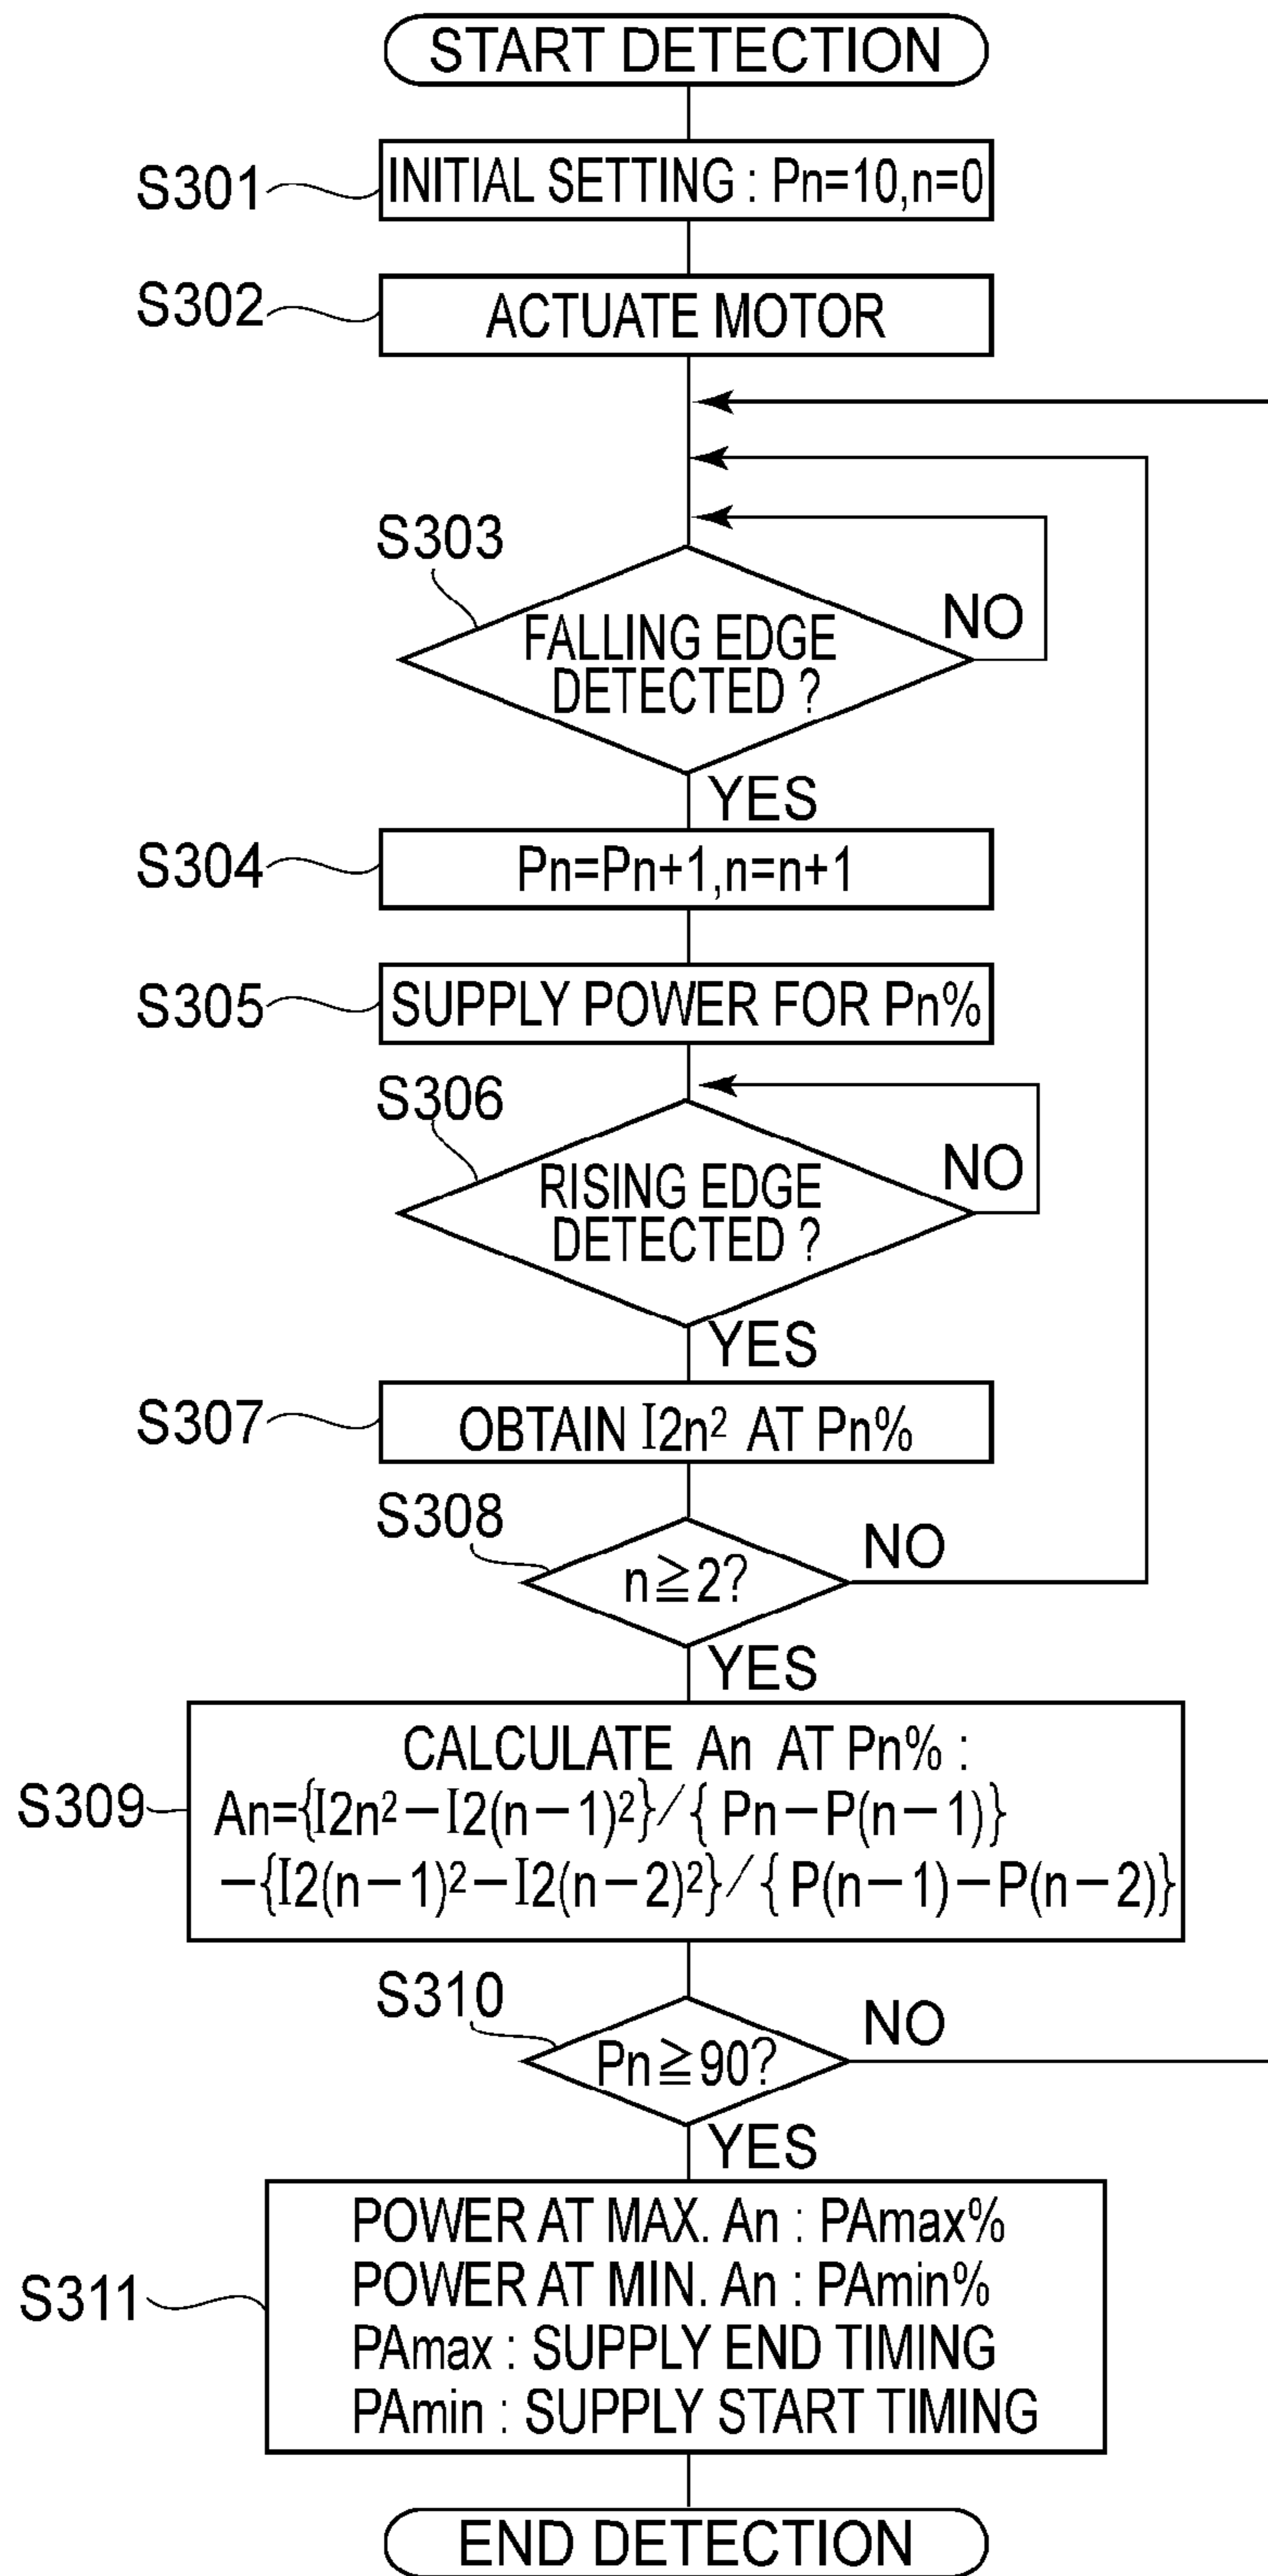 START DETECTION
S301
INITIAL SETTING : Pn=10,n=0
S302
ACTUATE MOTOR
S303
FALLING EDGE
DETECTED ?
NO
YES
S304
Pn=Pn+1,n=n+1
S305
SUPPLY POWER FOR Pn%
S306
RISING EDGE
DETECTED ?
NO
YES
S307
OBTAIN I2n² AT Pn%
S308
n≧2?
NO
YES
S309
CALCULATE An AT Pn% :
An={I2n²−I2(n−1)²}/{Pn−P(n−1)}
−{I2(n−1)²−I2(n−2)²}/{P(n−1)−P(n−2)}
S310
Pn≧90?
NO
YES
S311
POWER AT MAX. An : PAmax%
POWER AT MIN. An : PAmin%
PAmax : SUPPLY END TIMING
PAmin : SUPPLY START TIMING
END DETECTION